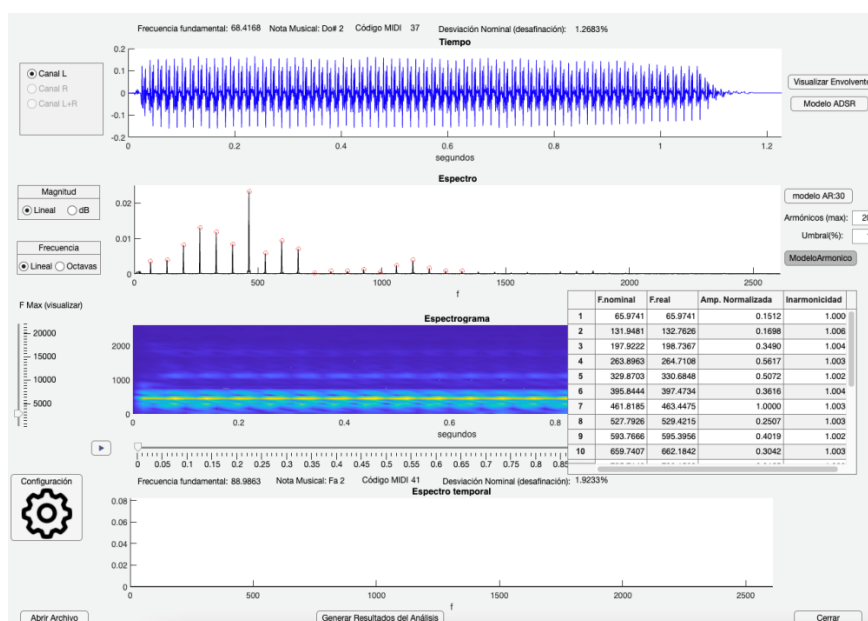 Frecuencia fundamental: 68.4168 Nota Musical: Do# 2 Código MIDI 37 Desviación Nominal (desafinación): 1.2683%
Tiempo
Canal L
Canal R
Canal L+R
0.2
0.1
0
-0.1
-0.2
0 0.2 0.4 0.6 0.8 1 1.2
segundos
Visualizar Envolvente
Modelo ADSR
Espectro
Magnitud
Lineal dB
Frecuencia
Lineal Octavas
0.02
0.01
0
0 500 1000 1500 2000 2500
f
modelo AR:30
Armónicos (max): 20
Umbral(%):
ModeloArmonico
F Max (visualizar)
20000
15000
10000
5000
Espectrograma
2000
1000
0
0 0.2 0.4 0.6 0.8
segundos
F.nominal F.real Amp. Normalizada Inarmonicidad
1 65.9741 65.9741 0.1512 1.000
2 131.9481 132.7626 0.1698 1.006
3 197.9222 198.7367 0.3490 1.004
4 263.8963 264.7108 0.5617 1.003
5 329.8703 330.6848 0.5072 1.002
6 395.8444 397.4734 0.3616 1.004
7 461.8185 463.4475 1.0000 1.003
8 527.7926 529.4215 0.2507 1.003
9 593.7666 595.3956 0.4019 1.002
10 659.7407 662.1842 0.3042 1.003
0 0.05 0.1 0.15 0.2 0.25 0.3 0.35 0.4 0.45 0.5 0.55 0.6 0.65 0.7 0.75 0.8 0.85
Configuración
Frecuencia fundamental: 88.9863 Nota Musical: Fa 2 Código MIDI 41 Desviación Nominal (desafinación): 1.9233%
Espectro temporal
0.08
0.06
0.04
0.02
0
0 500 1000 1500 2000 2500
f
Abrir Archivo
Generar Resultados del Análisis
Cerrar